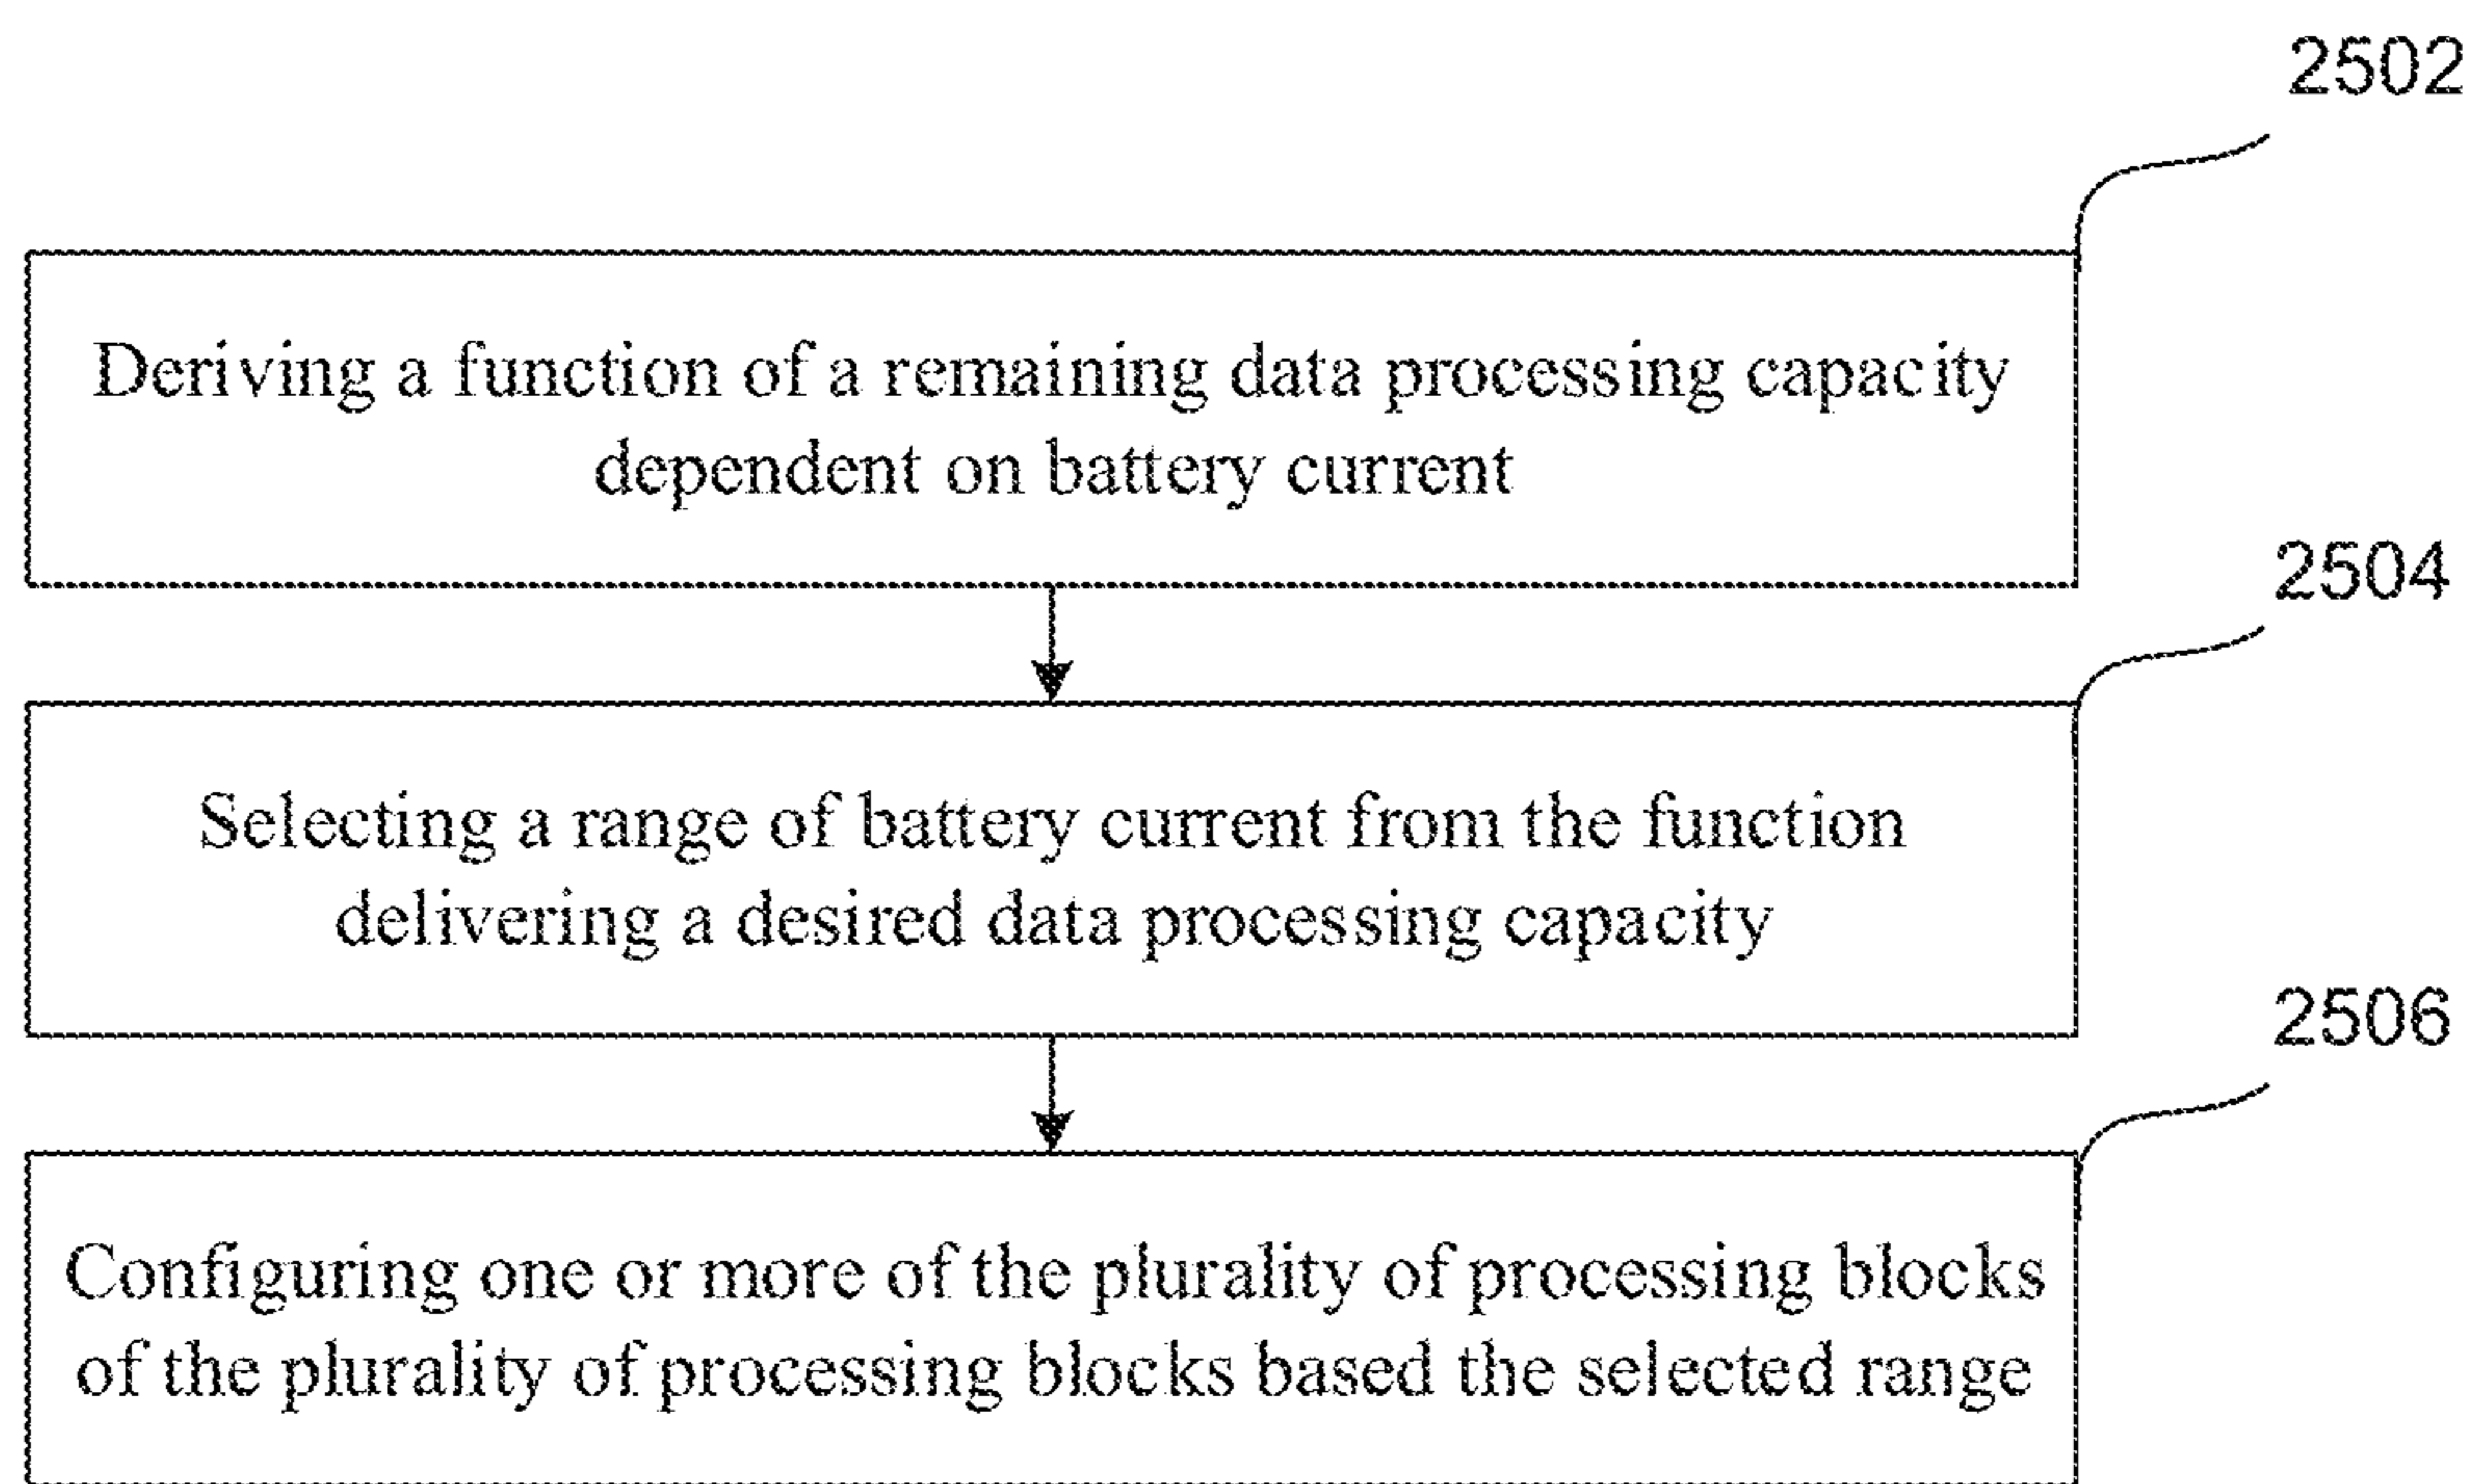 2502
Deriving a function of a remaining data processing capacity
dependent on battery current
2504
Selecting a range of battery current from the function
delivering a desired data processing capacity
2506
Configuring one or more of the plurality of processing blocks
of the plurality of processing blocks based the selected range